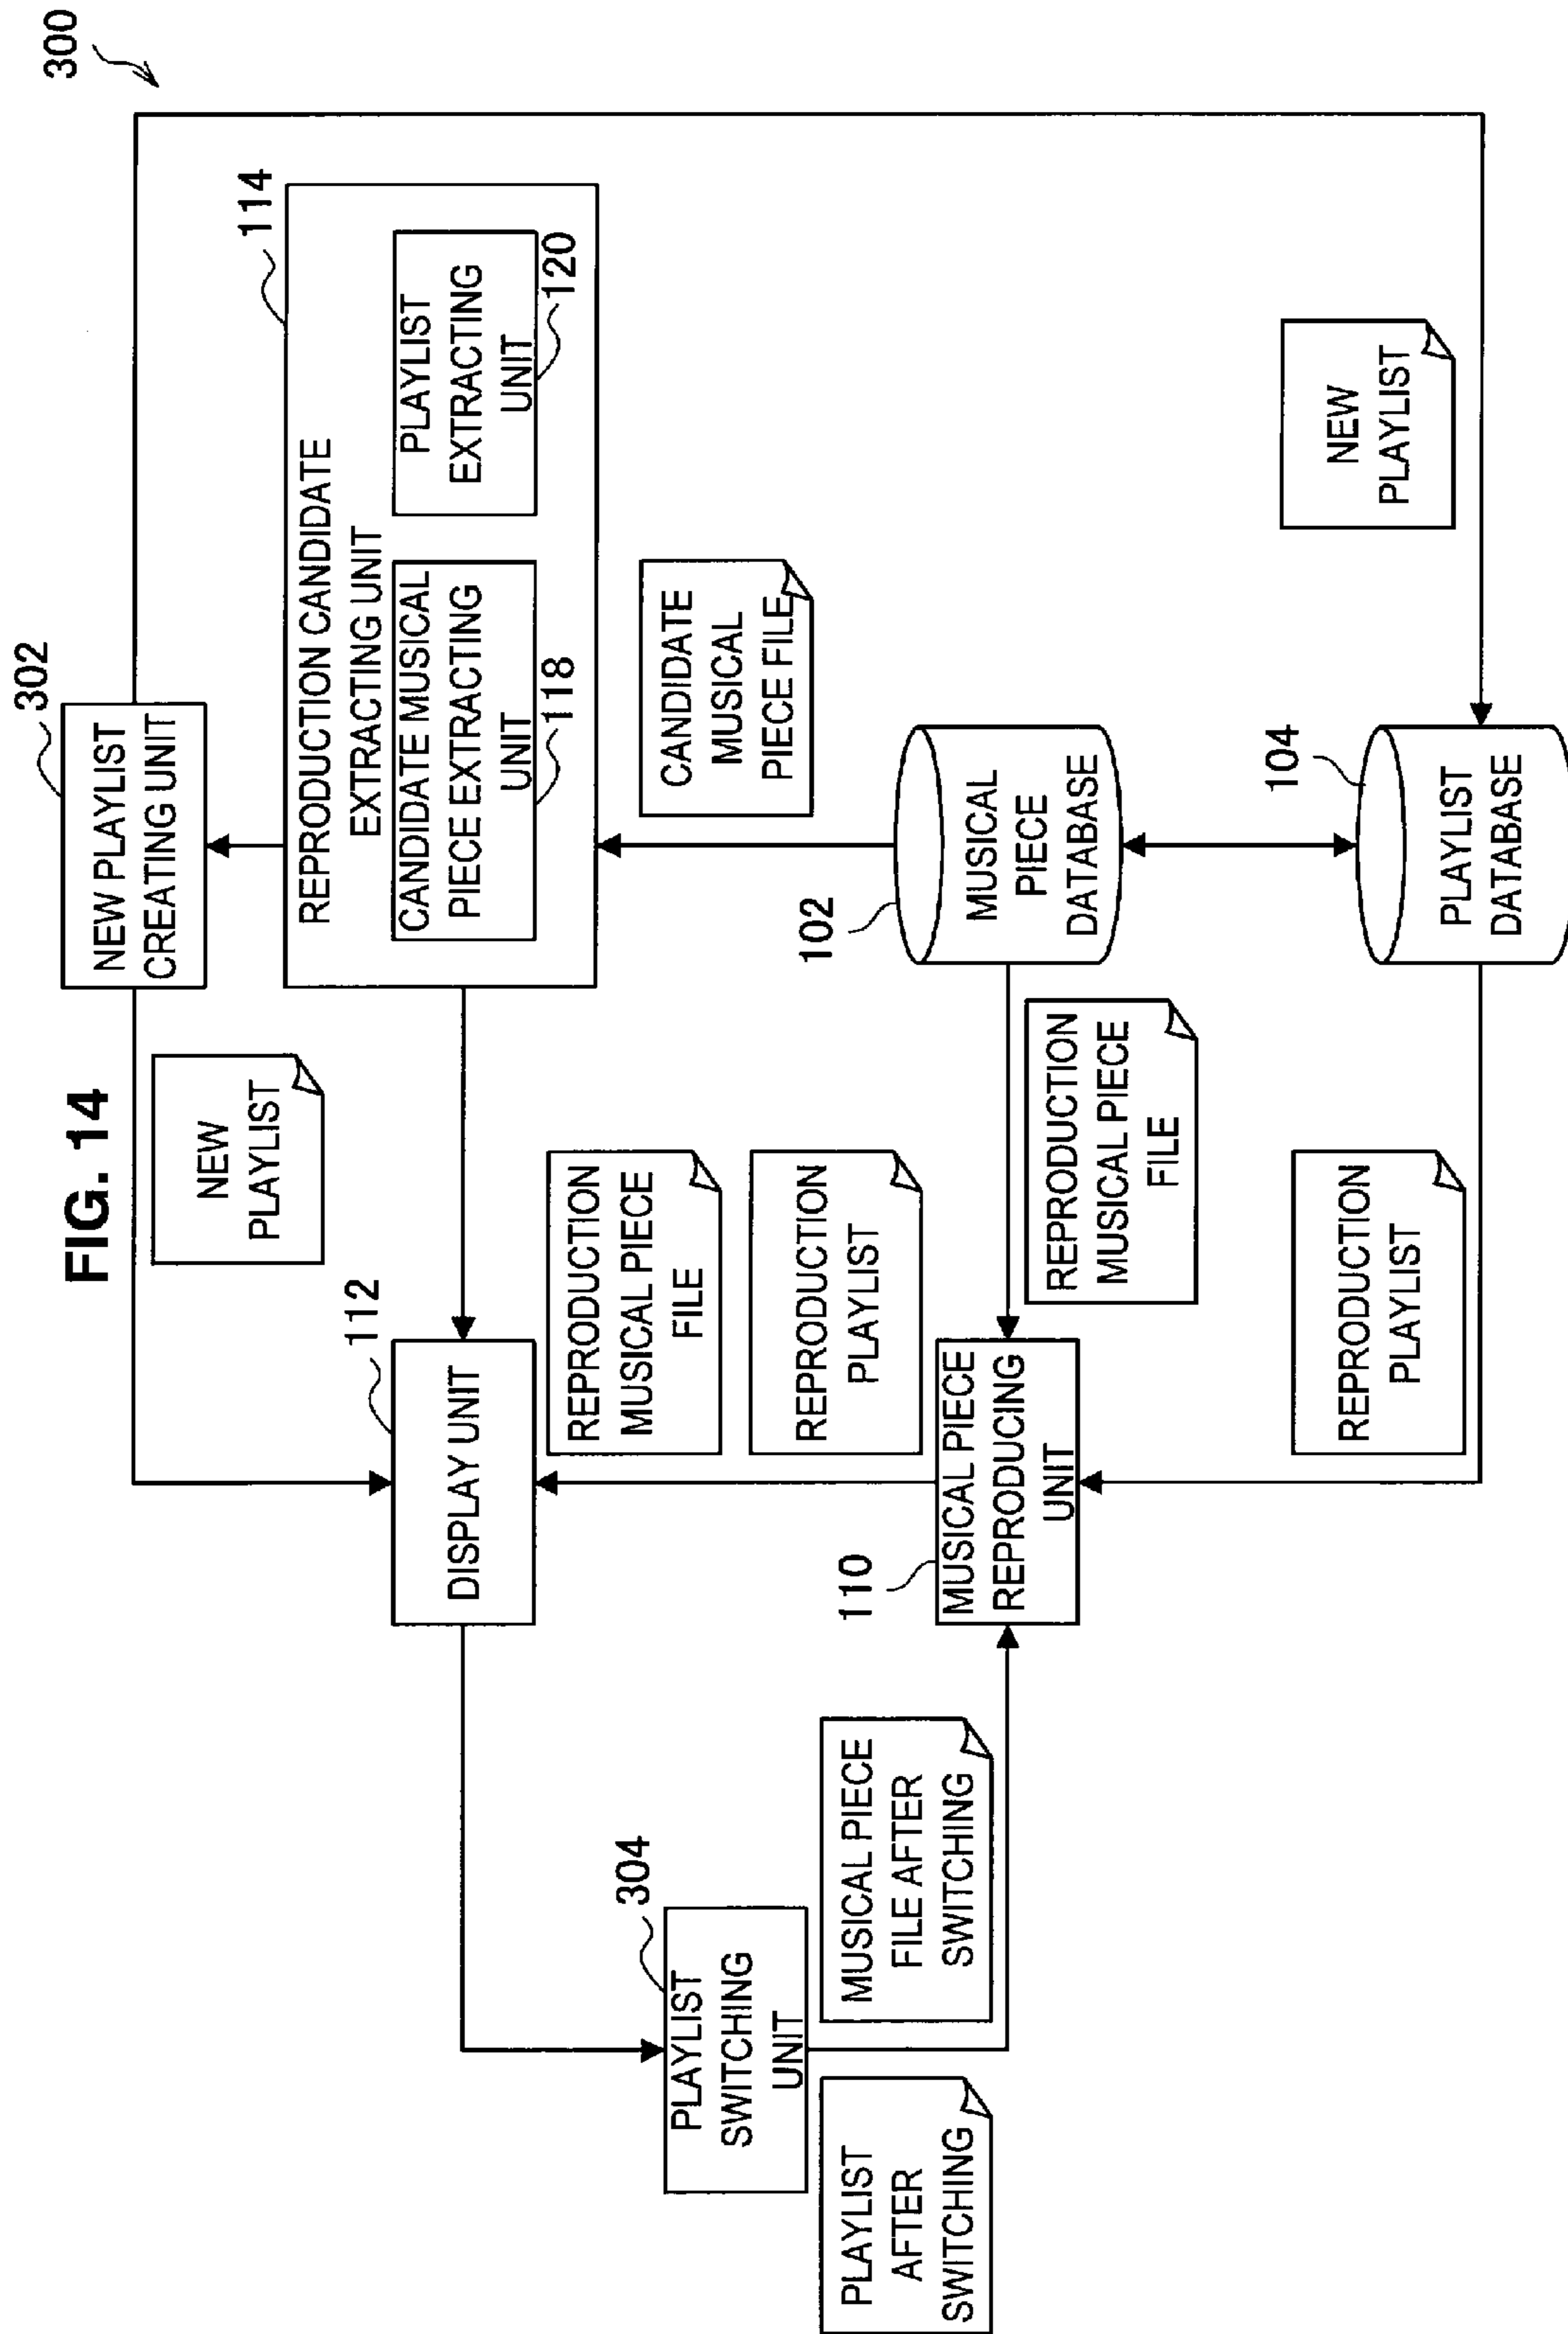 FIG. 14
300
302
NEW PLAYLIST
CREATING UNIT
NEW
PLAYLIST
112
DISPLAY UNIT
114
REPRODUCTION CANDIDATE
EXTRACTING UNIT
CANDIDATE MUSICAL
PIECE EXTRACTING
UNIT
118
PLAYLIST
EXTRACTING
UNIT
120
304
PLAYLIST
SWITCHING
UNIT
REPRODUCTION
MUSICAL PIECE
FILE
REPRODUCTION
PLAYLIST
CANDIDATE
MUSICAL
PIECE FILE
PLAYLIST
AFTER
SWITCHING
MUSICAL PIECE
FILE AFTER
SWITCHING
110
MUSICAL PIECE
REPRODUCING
UNIT
REPRODUCTION
MUSICAL PIECE
FILE
102
MUSICAL
PIECE
DATABASE
REPRODUCTION
PLAYLIST
104
PLAYLIST
DATABASE
NEW
PLAYLIST